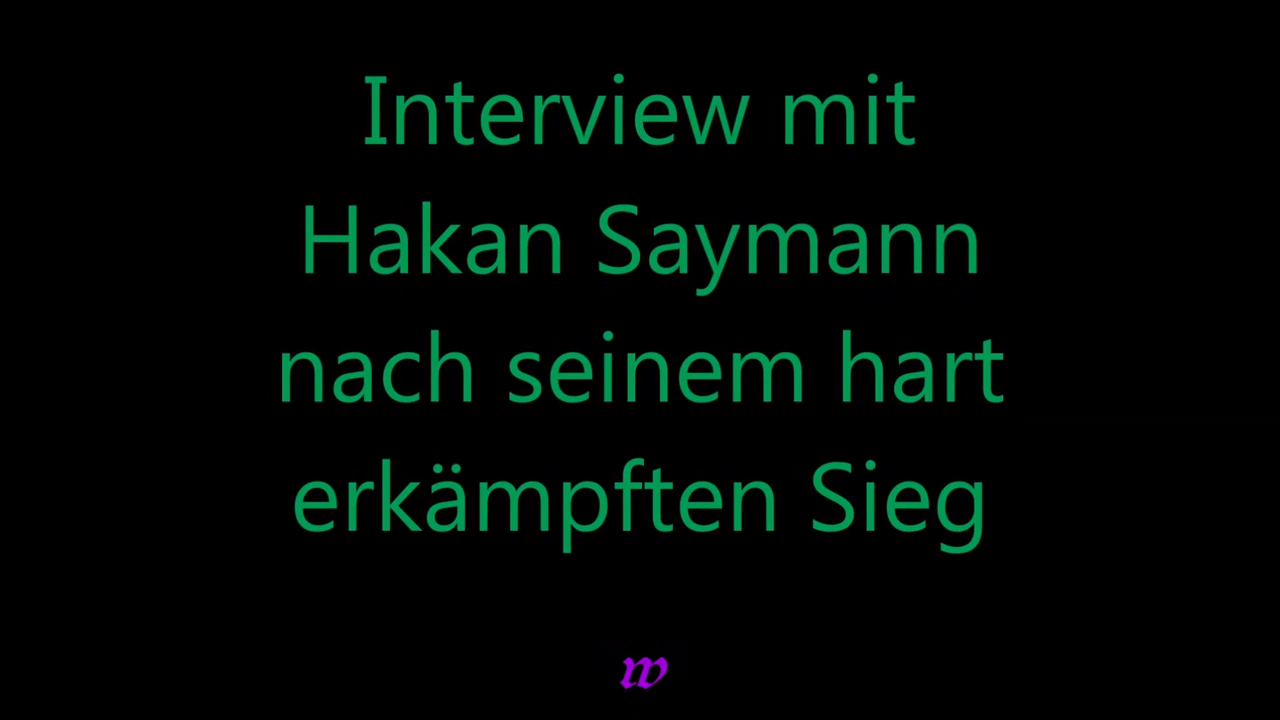 Interview mit
Hakan Saymann
nach seinem hart
erkämpften Sieg
w